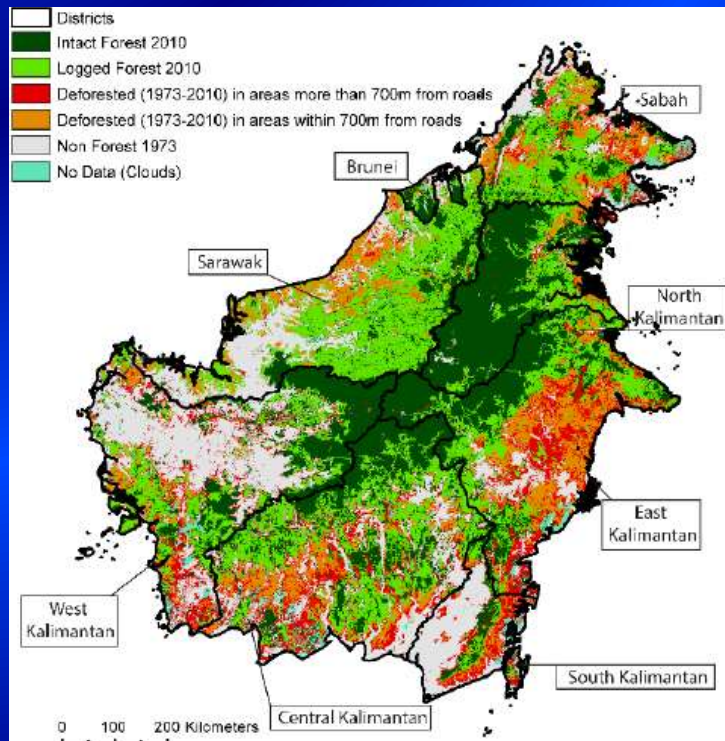 Districts
Intact Forest 2010
Logged Forest 2010
Deforested (1973-2010) in areas more than 700m from roads
Deforested (1973-2010) in areas within 700m from roads
Non Forest 1973
No Data (Clouds)
Sabah
Brunei
Sarawak
North
Kalimantan
East
Kalimantan
West
Kalimantan
South Kalimantan
Central Kalimantan
0 100 200 Kilometers